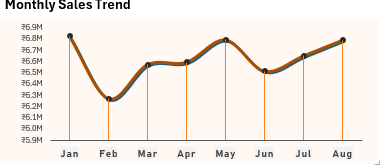 Monthly Sales Trend
₹6.9M
₹6.8M
₹6.7M
₹6.6M
₹6.5M
₹6.4M
₹6.3M
₹6.2M
₹6.1M
₹6.0M
₹5.9M
Jan Feb Mar Apr May Jun Jul Aug